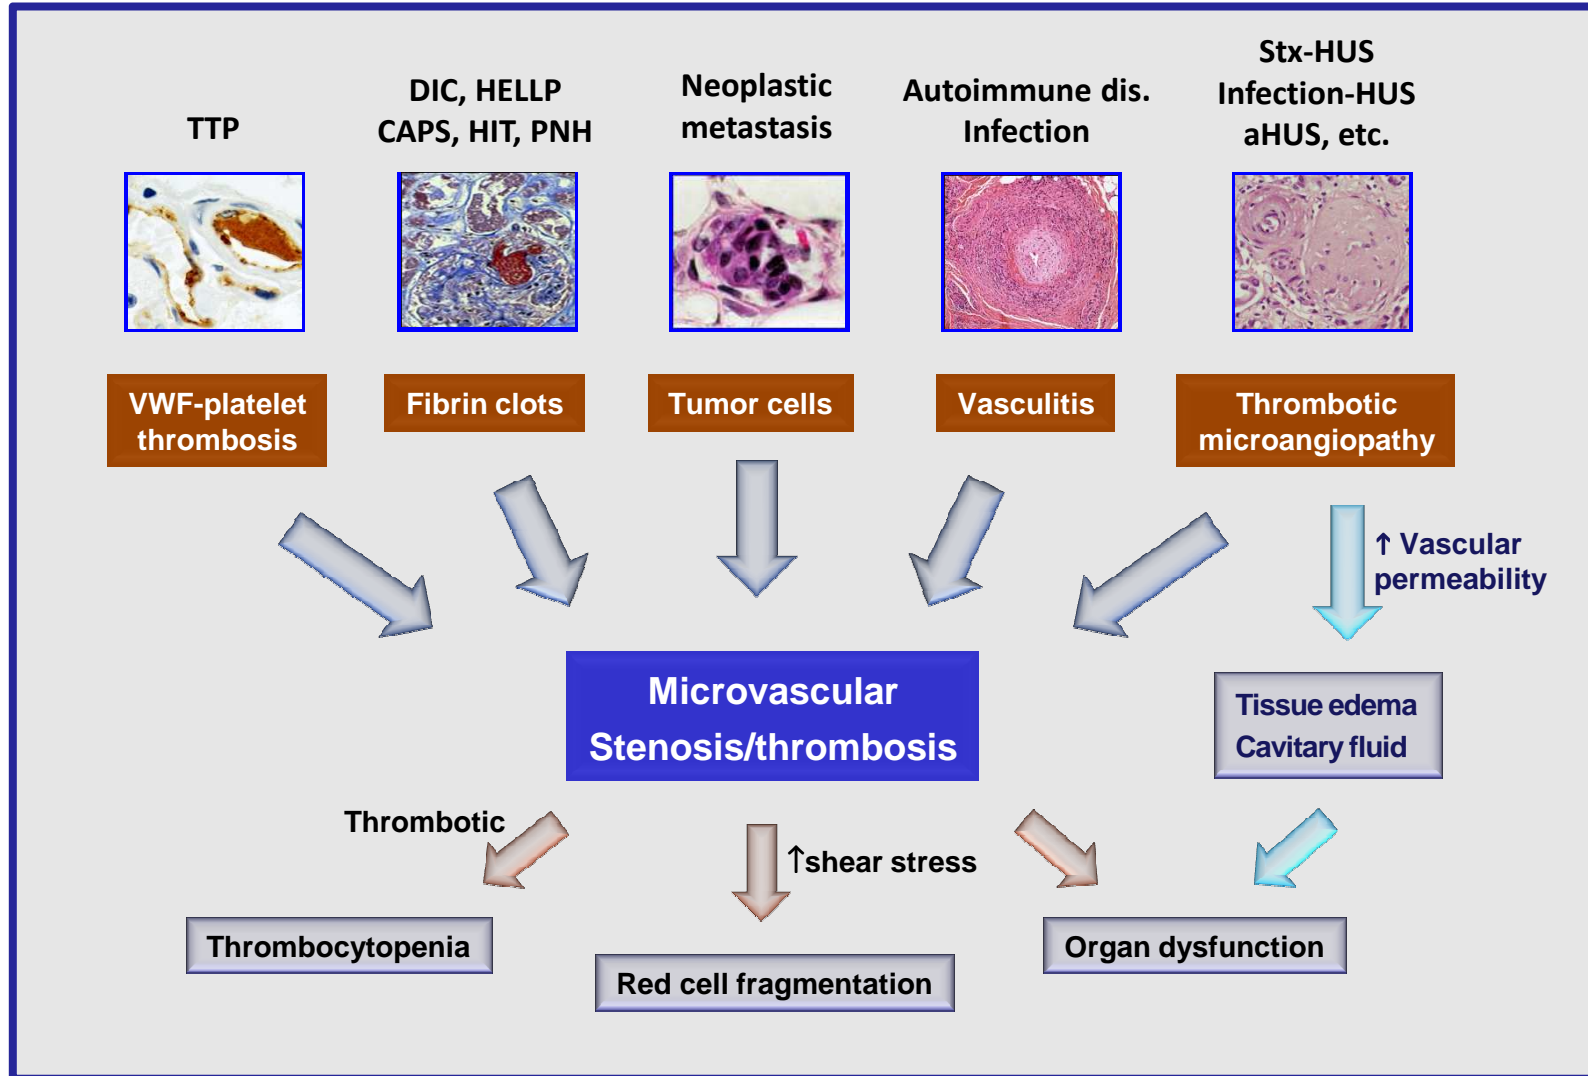 TTP
DIC, HELLP
CAPS, HIT, PNH
Neoplastic
metastasis
Autoimmune dis.
Infection
Stx-HUS
Infection-HUS
aHUS, etc.
VWF-platelet
thrombosis
Fibrin clots
Tumor cells
Vasculitis
Thrombotic
microangiopathy
↑ Vascular
permeability
Microvascular
Stenosis/thrombosis
Tissue edema
Cavitary fluid
Thrombotic
↑shear stress
Thrombocytopenia
Red cell fragmentation
Organ dysfunction